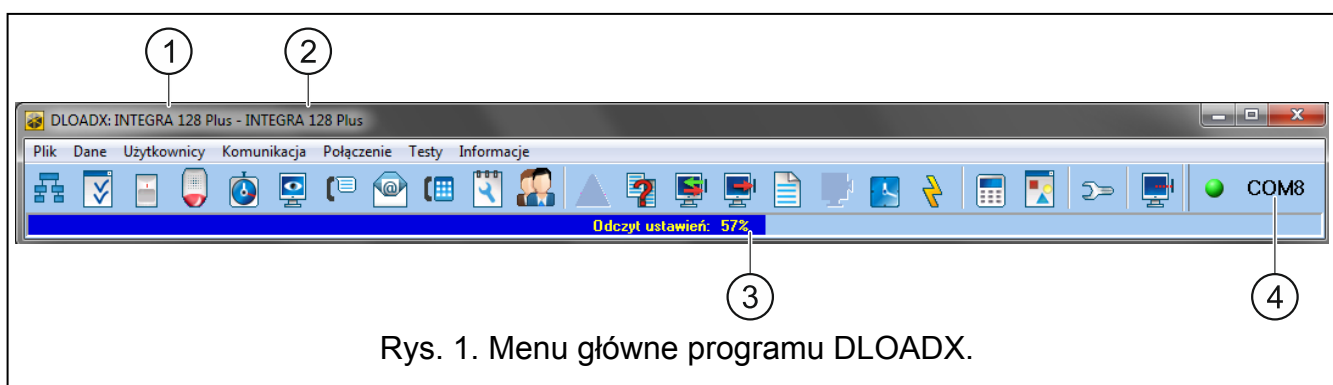 1 2
DLOADX: INTEGRA 128 Plus - INTEGRA 128 Plus
Plik Dane Użytkownicy Komunikacja Połączenie Testy Informacje
COM8
Odczyt ustawień: 57%
3 4
Rys. 1. Menu główne programu DLOADX.